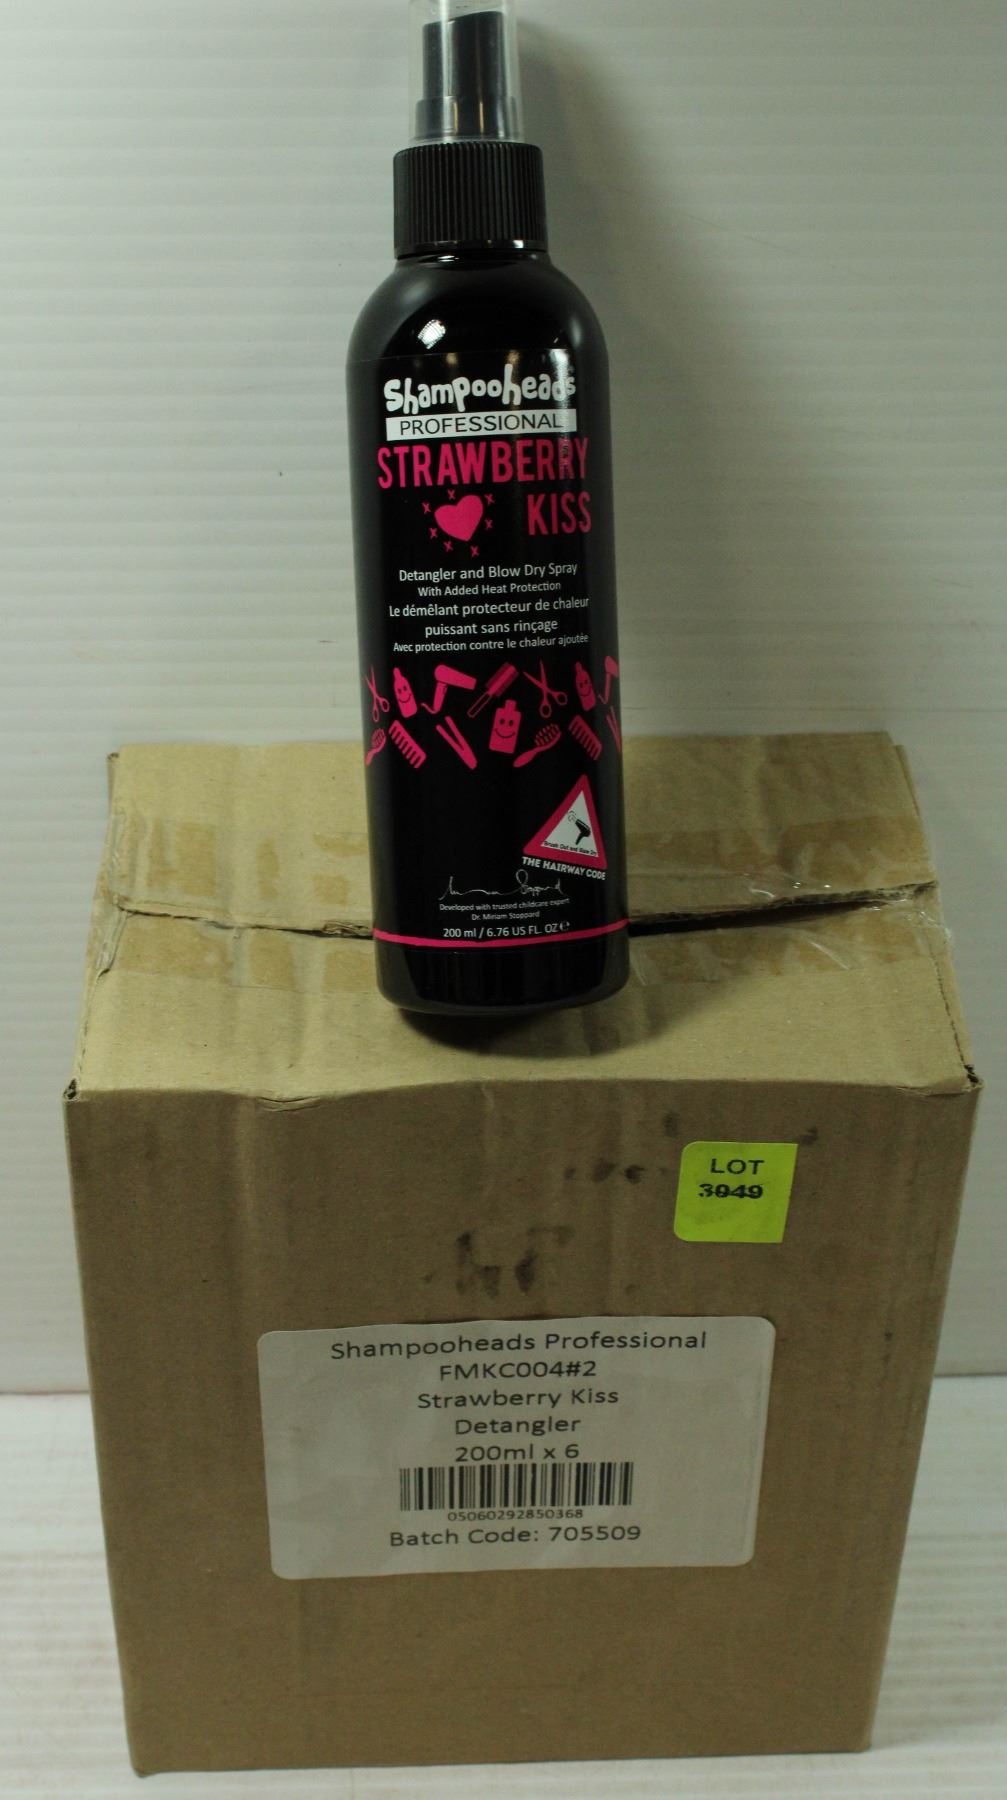 Shampooheads
PROFESSIONAL
STRAWBERRY
KISS
Detangler and Blow Dry Spray
With Added Heat Protection
Le démêlant protecteur de chaleur
puissant sans rinçage
Avec protection contre le chaleur ajoutée
THE HAIRWAY CODE
Developed with trusted childcare expert
Dr. Miriam Stoppard
200 ml / 6.76 US FL. OZ ℮
LOT
3049
Shampooheads Professional
FMKC004#2
Strawberry Kiss
Detangler
200ml x 6
05060292850368
Batch Code: 705509